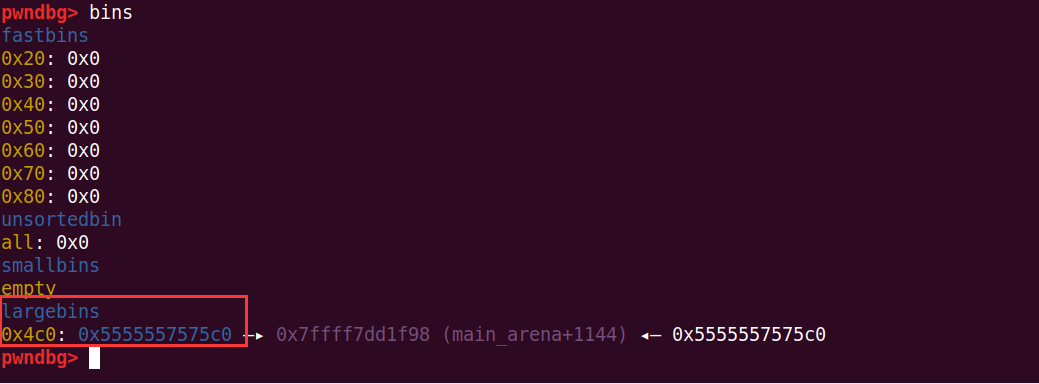 pwndbg> bins
fastbins
0x20: 0x0
0x30: 0x0
0x40: 0x0
0x50: 0x0
0x60: 0x0
0x70: 0x0
0x80: 0x0
unsortedbin
all: 0x0
smallbins
empty
largebins
0x4c0: 0x5555557575c0 —▸ 0x7ffff7dd1f98 (main_arena+1144) ◂— 0x5555557575c0
pwndbg>